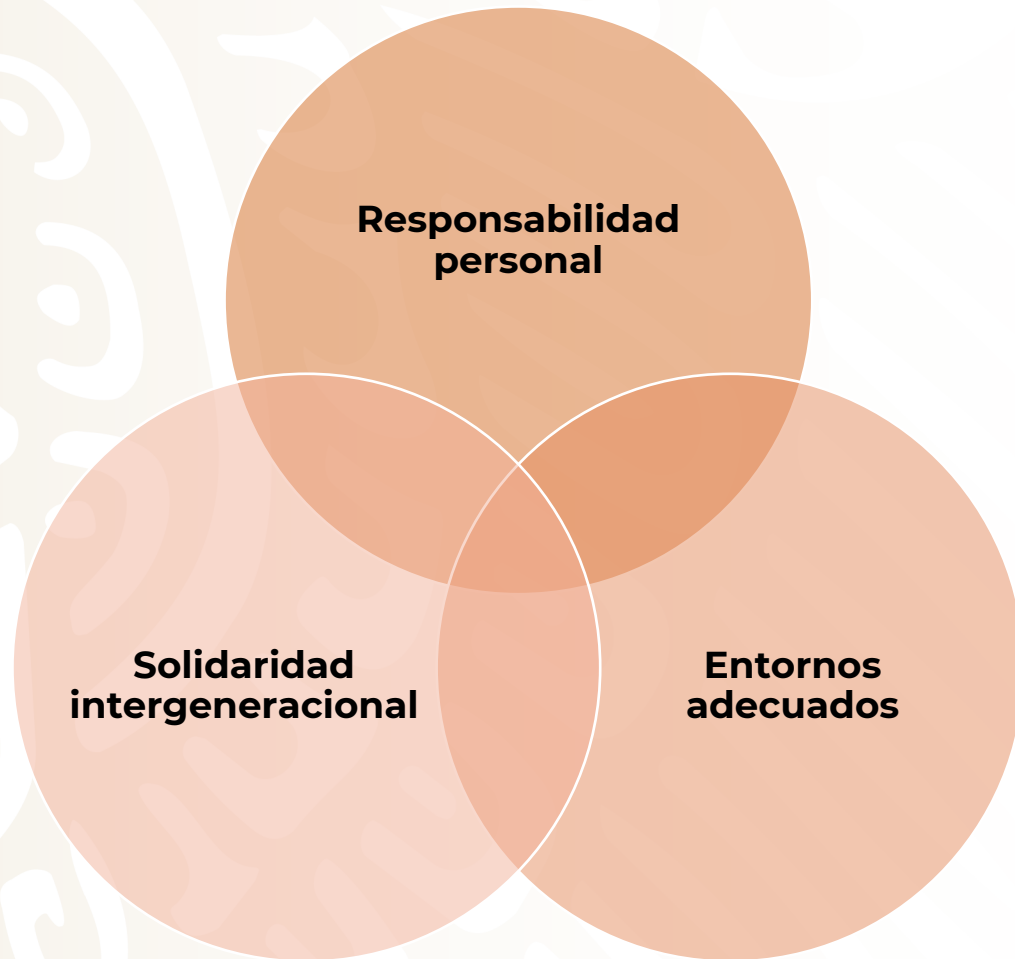 Responsabilidad
personal
Solidaridad
intergeneracional
Entornos
adecuados